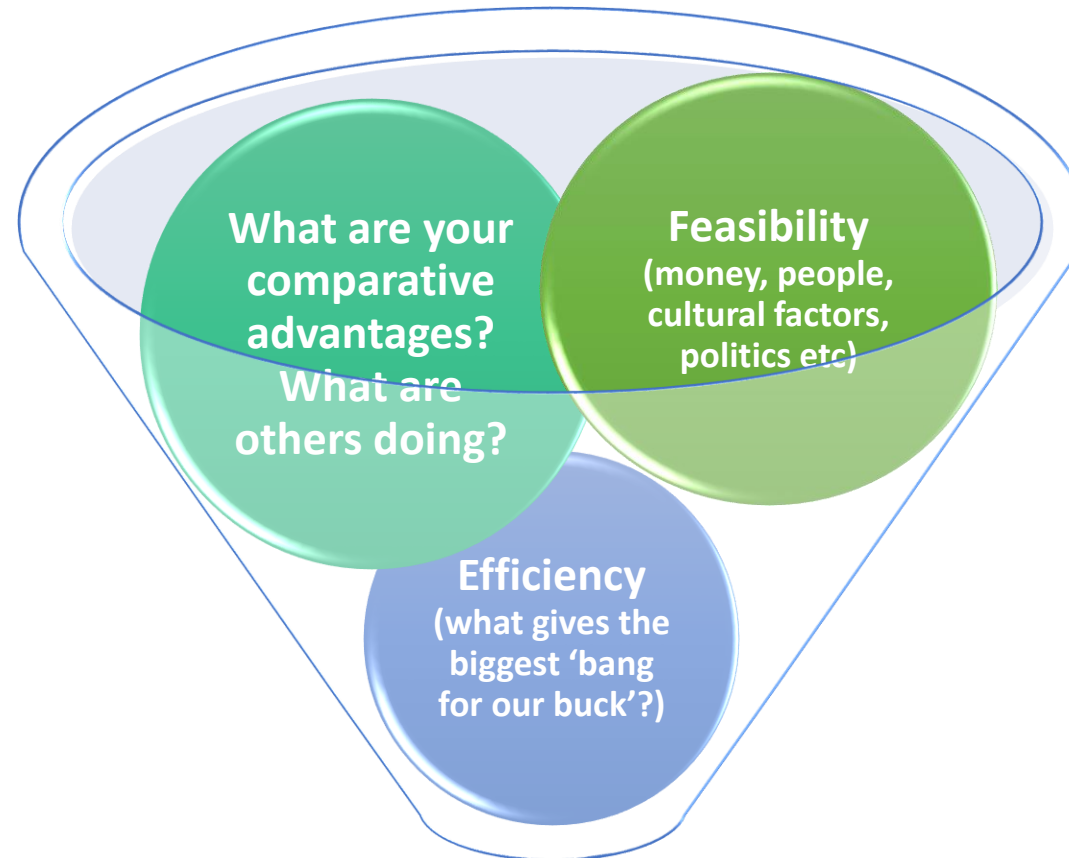 What are your
comparative
advantages?
What are
others doing?
Feasibility
(money, people,
cultural factors,
politics etc)
Efficiency
(what gives the
biggest ‘bang
for our buck’?)